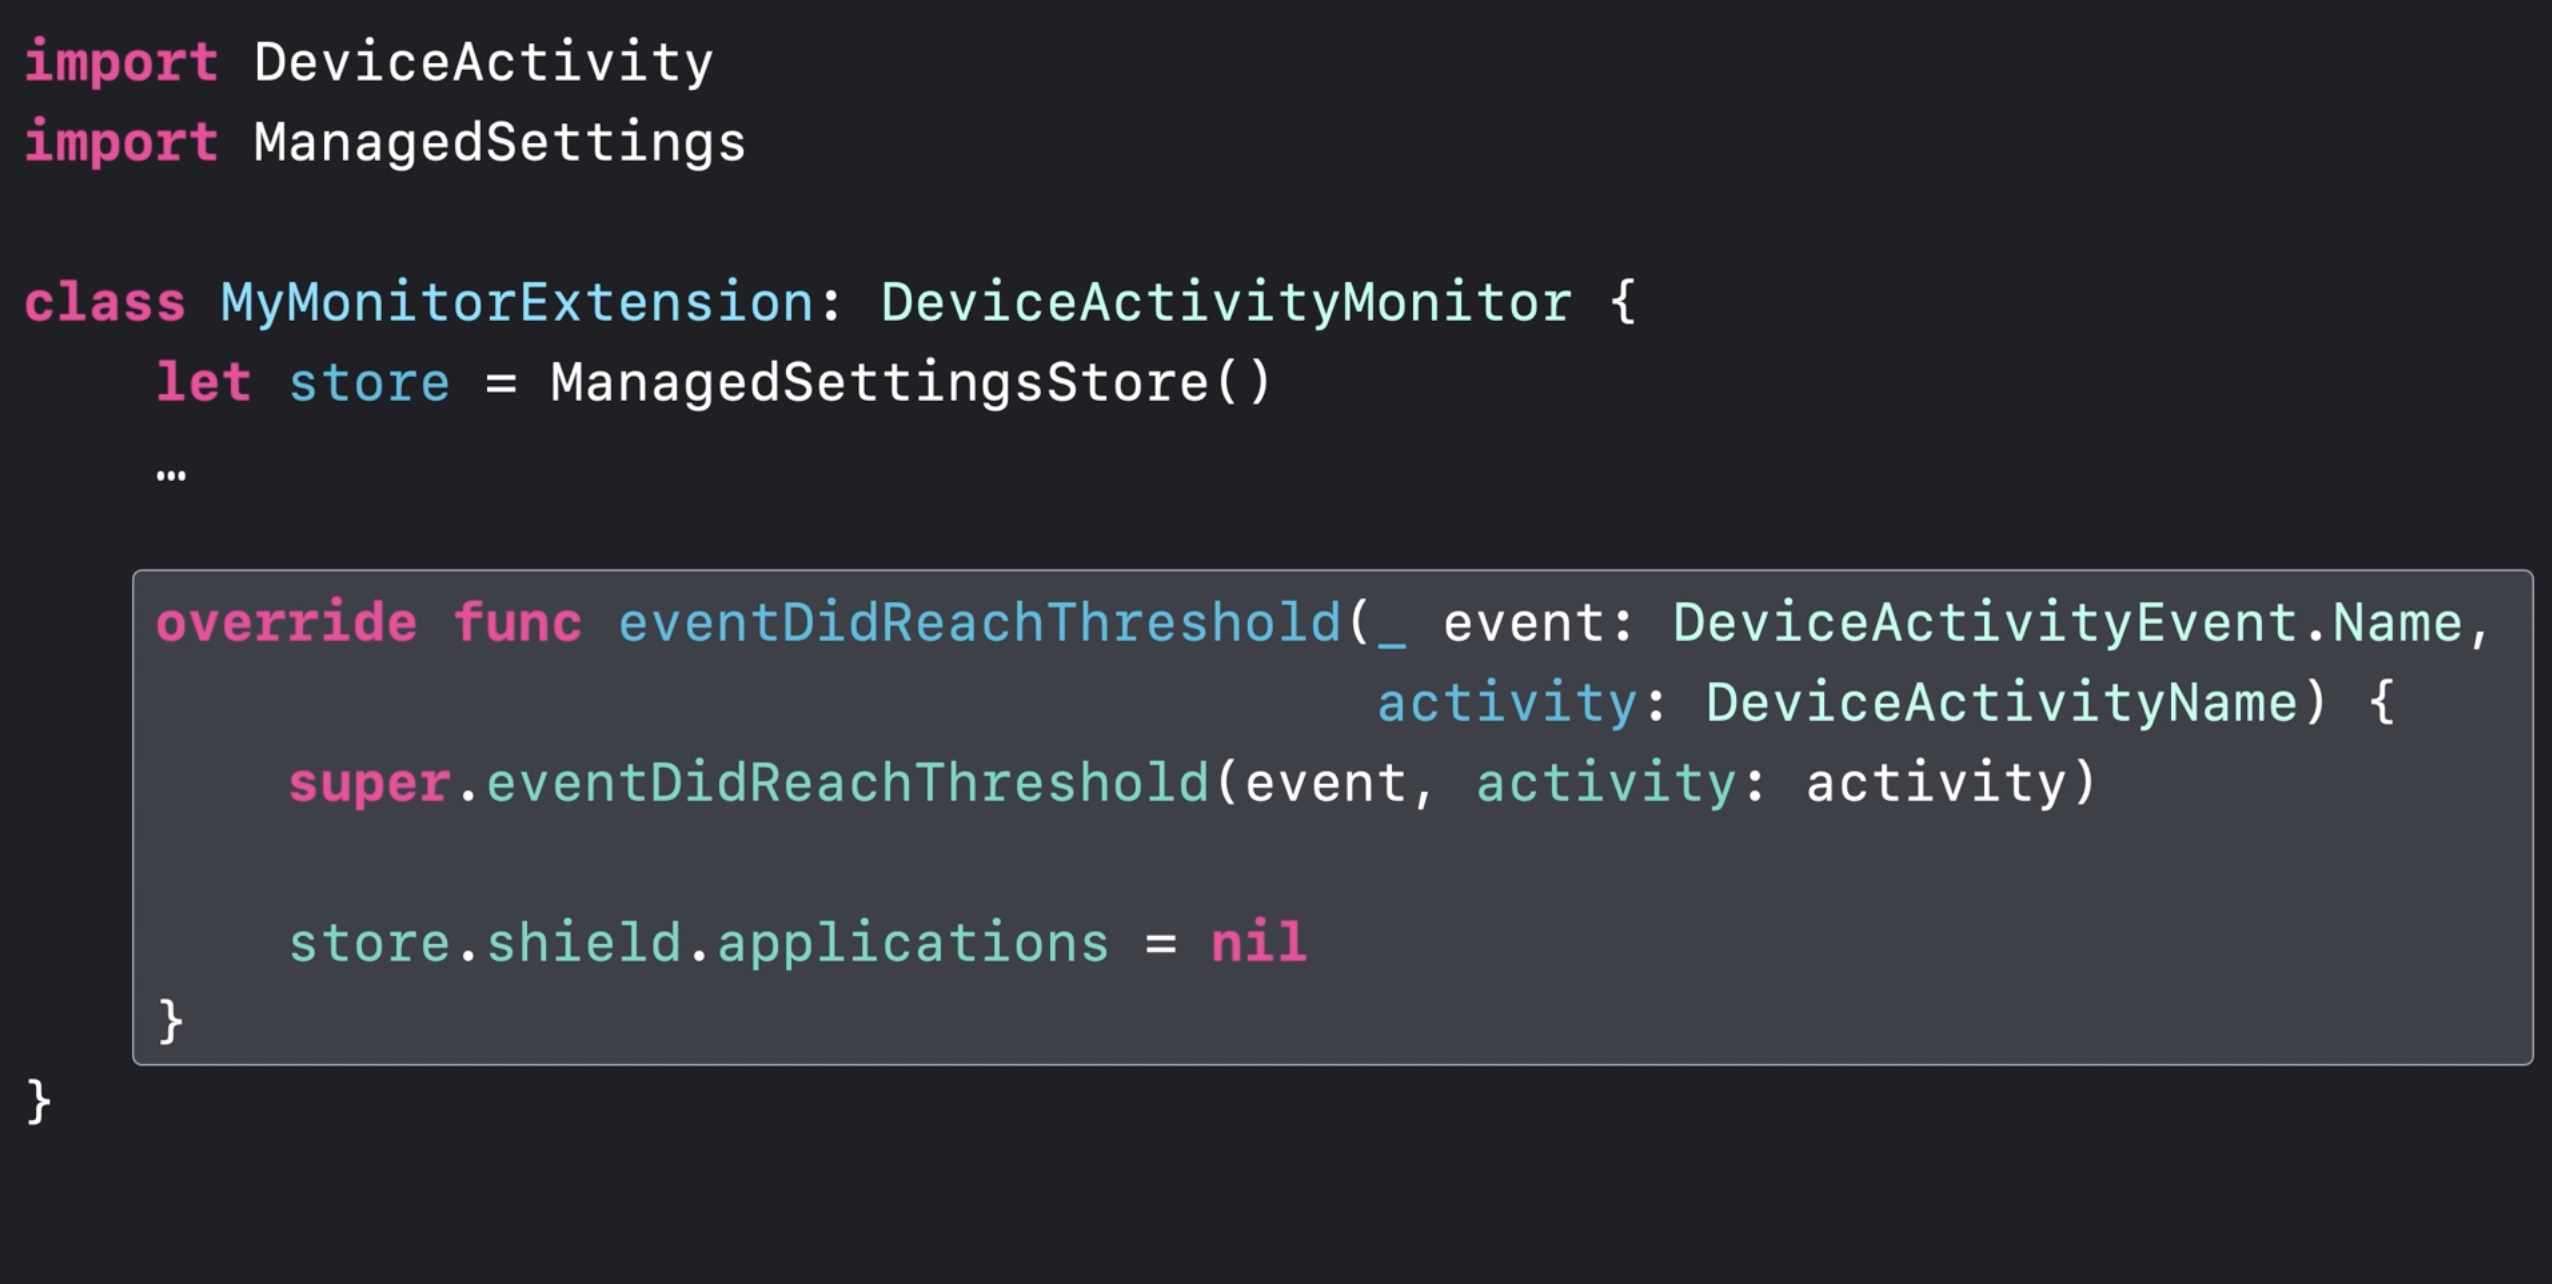 import DeviceActivity
import ManagedSettings
class MyMonitorExtension: DeviceActivityMonitor {
let store = ManagedSettingsStore()
…
override func eventDidReachThreshold(_ event: DeviceActivityEvent.Name,
activity: DeviceActivityName) {
super.eventDidReachThreshold(event, activity: activity)
store.shield.applications = nil
}
}